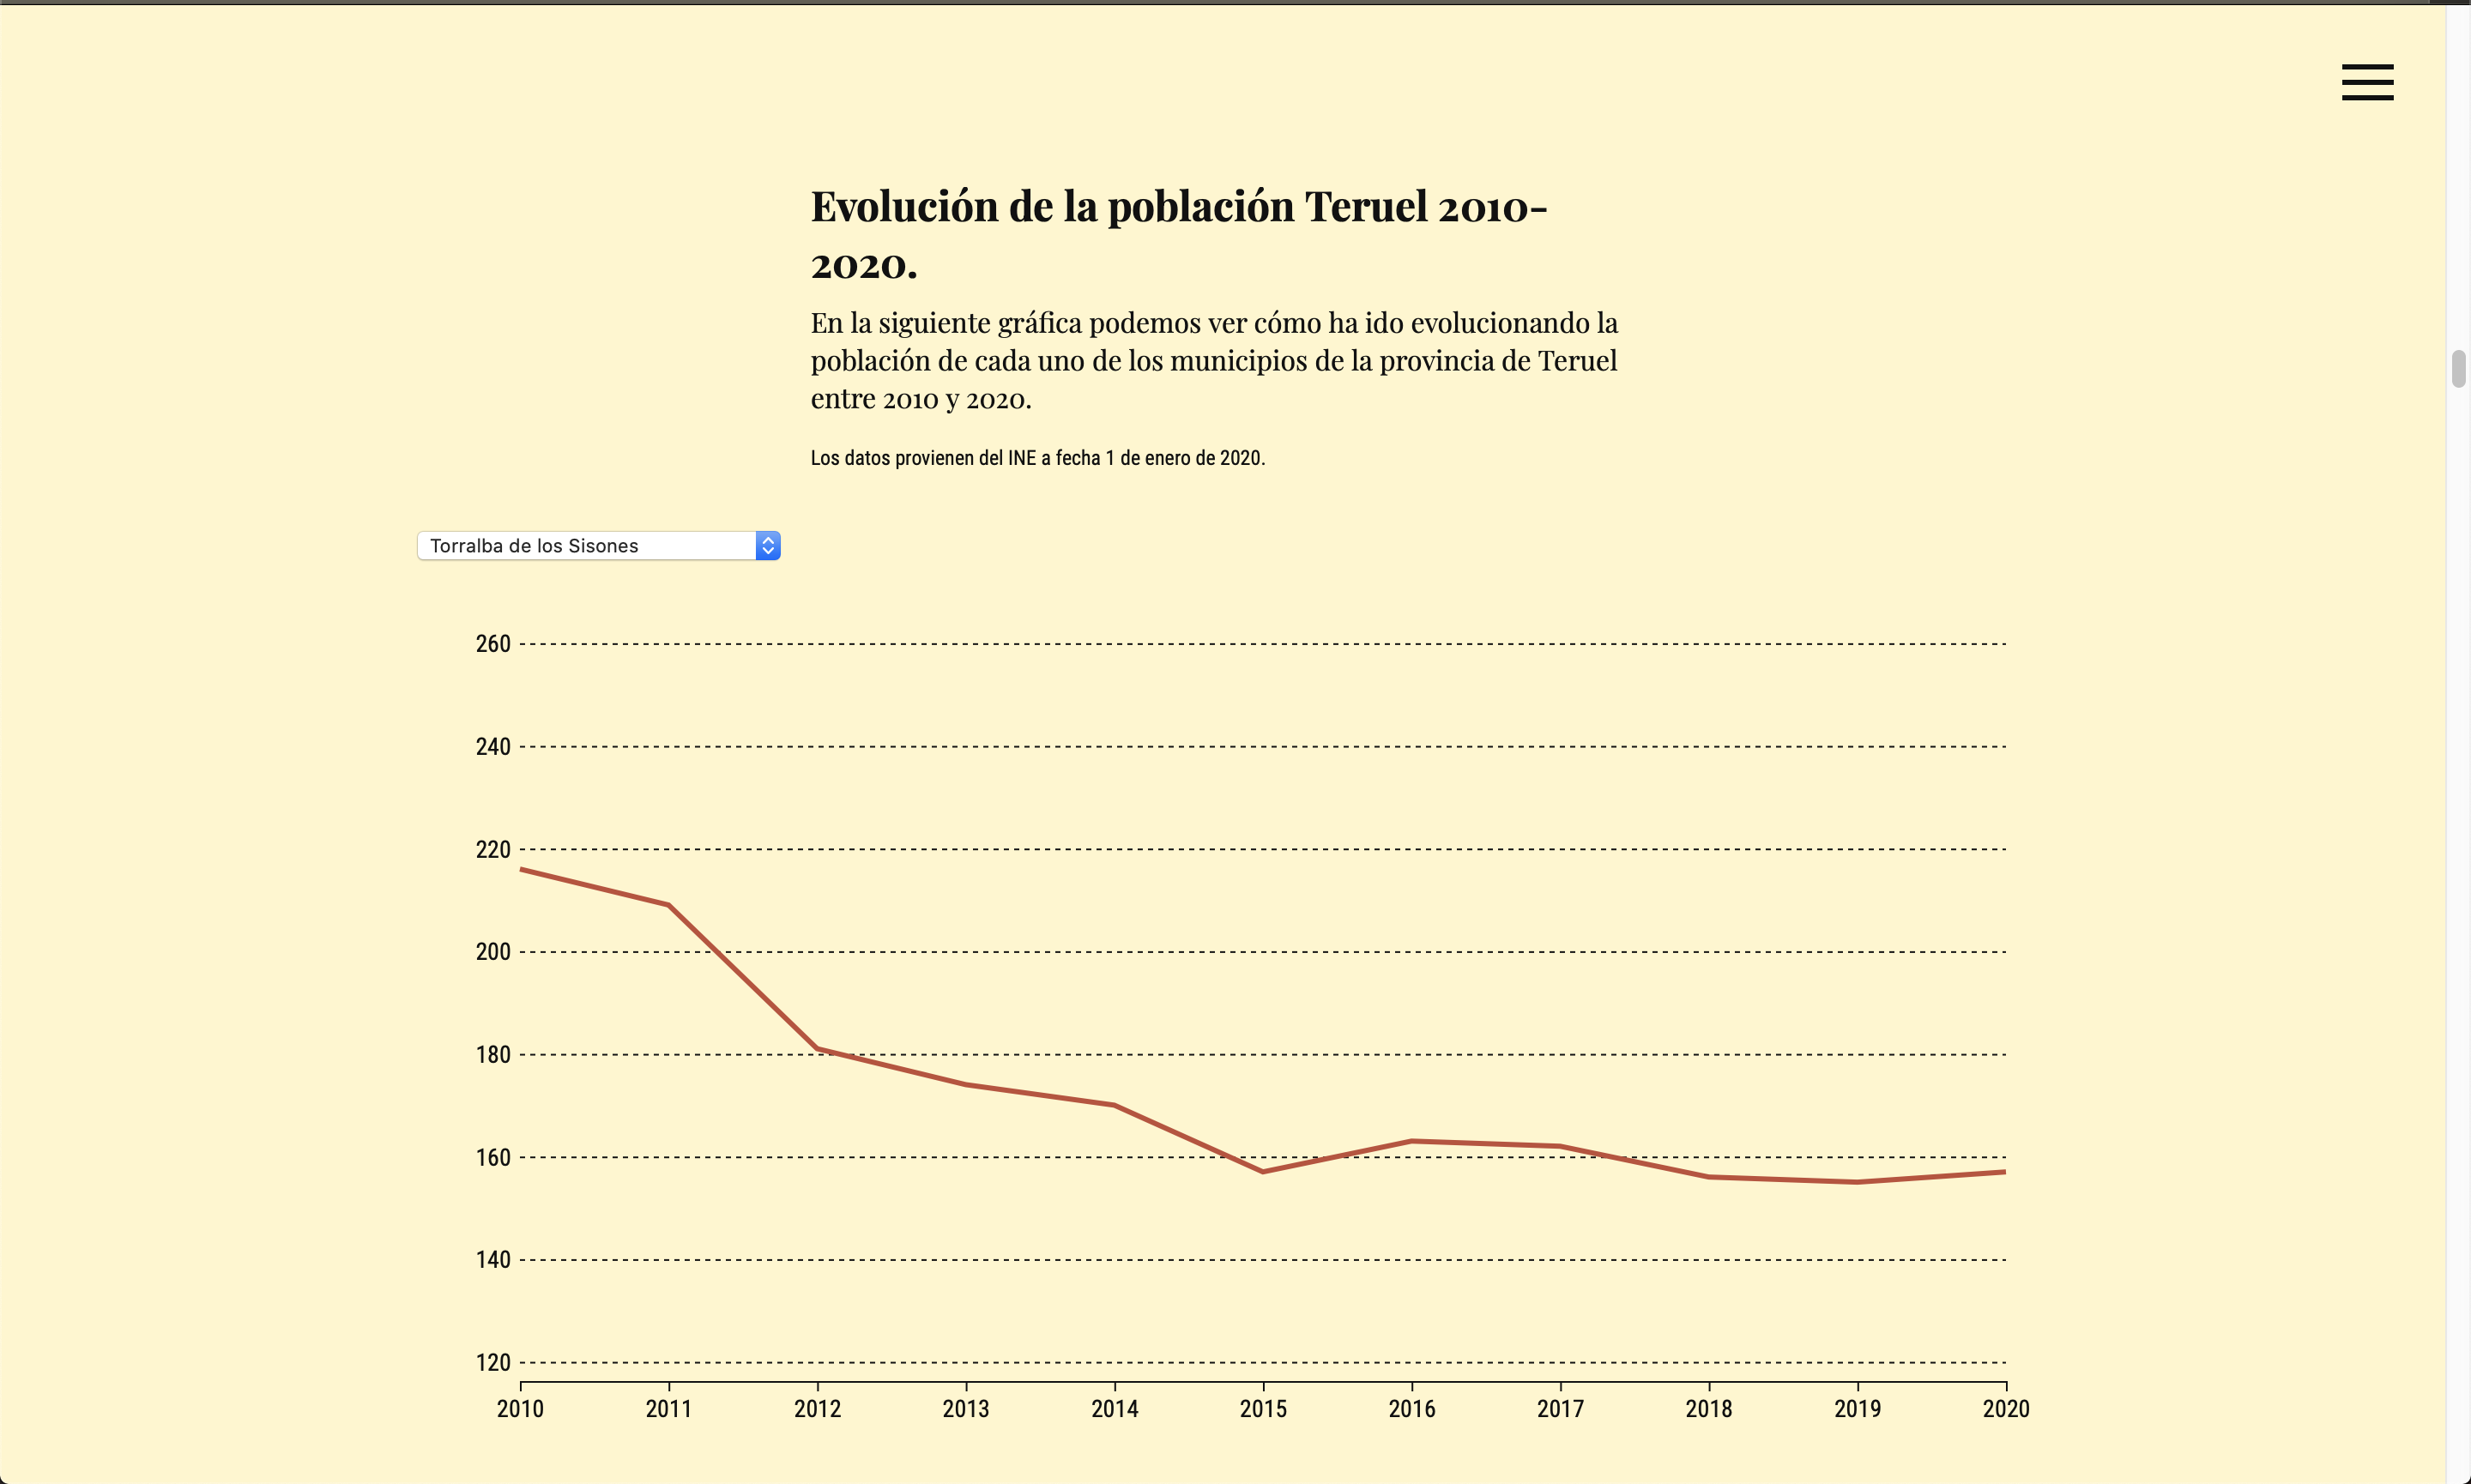 Evolución de la población Teruel 2010-
2020.
En la siguiente gráfica podemos ver cómo ha ido evolucionando la
población de cada uno de los municipios de la provincia de Teruel
entre 2010 y 2020.
Los datos provienen del INE a fecha 1 de enero de 2020.
Torralba de los Sisones
260
240
220
200
180
160
140
120
2010 2011 2012 2013 2014 2015 2016 2017 2018 2019 2020